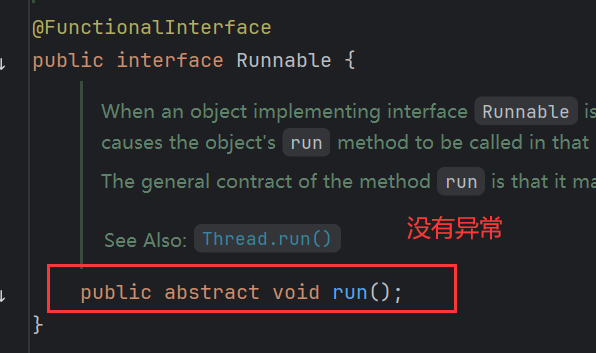 @FunctionalInterface
public interface Runnable {
When an object implementing interface Runnable is
causes the object's run method to be called in that
The general contract of the method run is that it ma
没有异常
See Also: Thread.run()
public abstract void run();
}